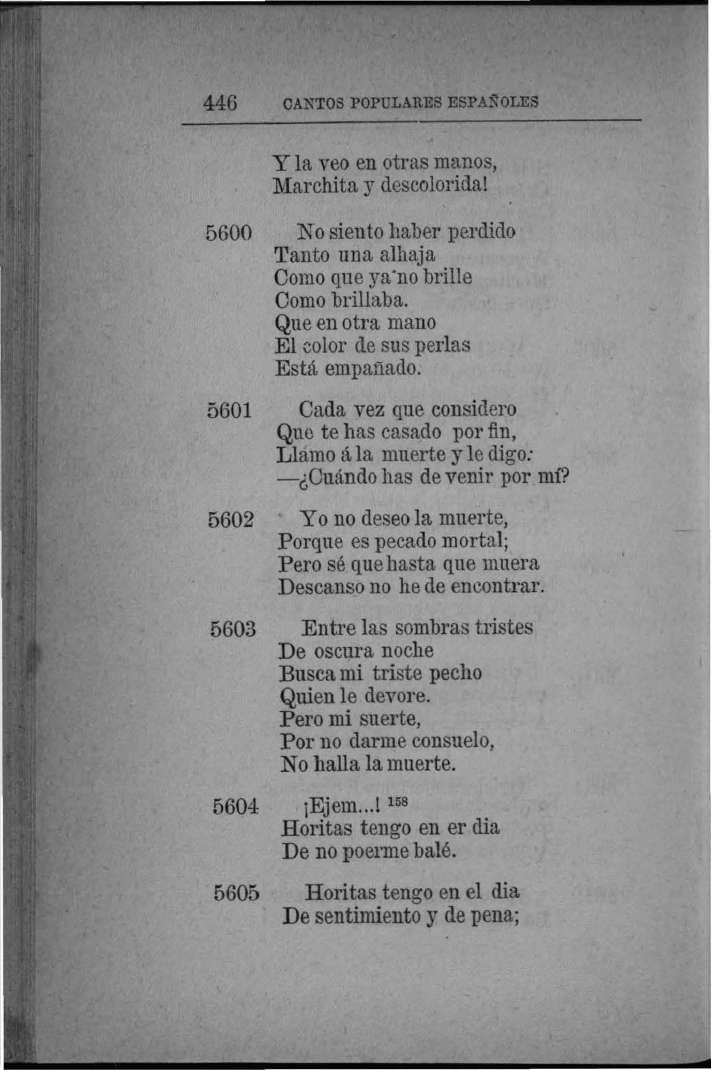 446 CANTOS POPULARES ESPAÑOLES
Y la veo en otras manos,
Marchita y descolorida!
5600 No siento haber perdido
Tanto una alhaja
Como que ya no brille
Como brillaba.
Que en otra mano
El color de sus perlas
Está empañado.
5601 Cada vez que considero
Que te has casado por fin,
Llamo á la muerte y le digo:
—¿Cuándo has de venir por mí?
5602 Yo no deseo la muerte,
Porque es pecado mortal;
Pero sé que hasta que muera
Descanso no he de encontrar.
5603 Entre las sombras tristes
De oscura noche
Busca mi triste pecho
Quien le devore.
Pero mi suerte,
Por no darme consuelo,
No halla la muerte.
5604 ¡Ejem...! 158
Horitas tengo en er dia
De no poerme balé.
5605 Horitas tengo en el dia
De sentimiento y de pena;